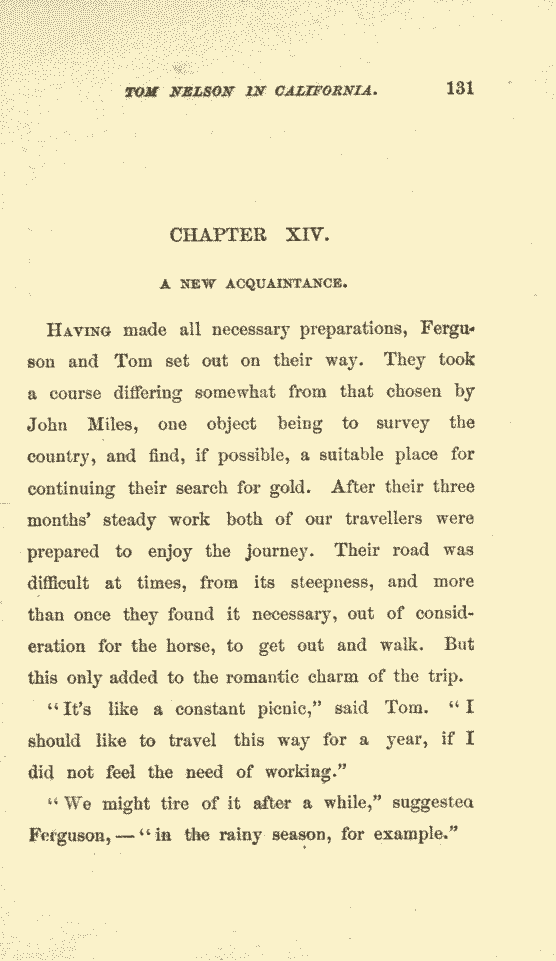 TOM NELSON IN CALIFORNIA. 131
CHAPTER XIV.
A NEW ACQUAINTANCE.
HAVING made all necessary preparations, Fergu-
son and Tom set out on their way. They took
a course differing somewhat from that chosen by
John Miles, one object being to survey the
country, and find, if possible, a suitable place for
continuing their search for gold. After their three
months' steady work both of our travellers were
prepared to enjoy the journey. Their road was
difficult at times, from its steepness, and more
than once they found it necessary, out of consid-
eration for the horse, to get out and walk. But
this only added to the romantic charm of the trip.
"It's like a constant picnic," said Tom. "I
should like to travel this way for a year, if I
did not feel the need of working."
"We might tire of it after a while," suggested
Ferguson,—"in the rainy season, for example."